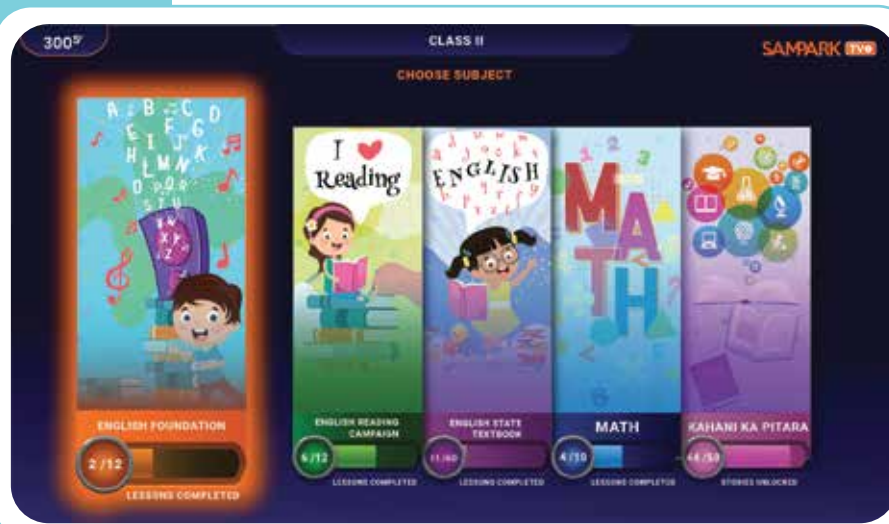 300
CLASS II
SAMPARK TV
CHOOSE SUBJECT
I ❤ Reading
ENGLISH
MATH
ENGLISH FOUNDATION
2/12
LESSONS COMPLETED
ENGLISH READING
CAMPAIGN
6/12
LESSONS COMPLETED
ENGLISH STATE
TEXTBOOK
LESSONS COMPLETED
MATH
LESSONS COMPLETED
KAHANI KA PITARA
STORIES UNLOCKED